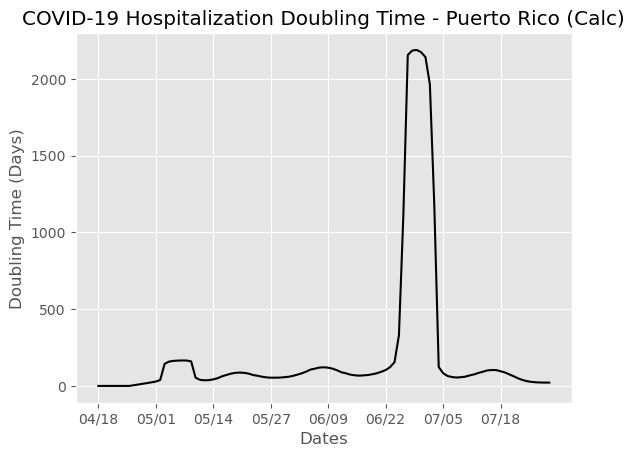 COVID-19 Hospitalization Doubling Time - Puerto Rico (Calc)
Doubling Time (Days)
2000
1500
1000
500
0
04/18 05/01 05/14 05/27 06/09 06/22 07/05 07/18
Dates